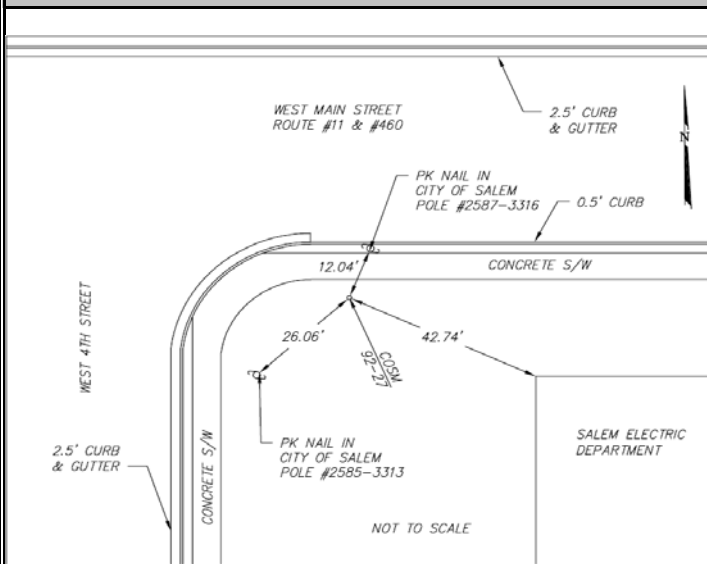 WEST MAIN STREET
ROUTE #11 & #460
2.5' CURB
& GUTTER
N
PK NAIL IN
CITY OF SALEM
POLE #2587-3316
0.5' CURB
12.04'
CONCRETE S/W
WEST 4TH STREET
26.06'
42.74'
COSM
92-27
PK NAIL IN
CITY OF SALEM
POLE #2585-3313
2.5' CURB
& GUTTER
CONCRETE S/W
SALEM ELECTRIC
DEPARTMENT
NOT TO SCALE